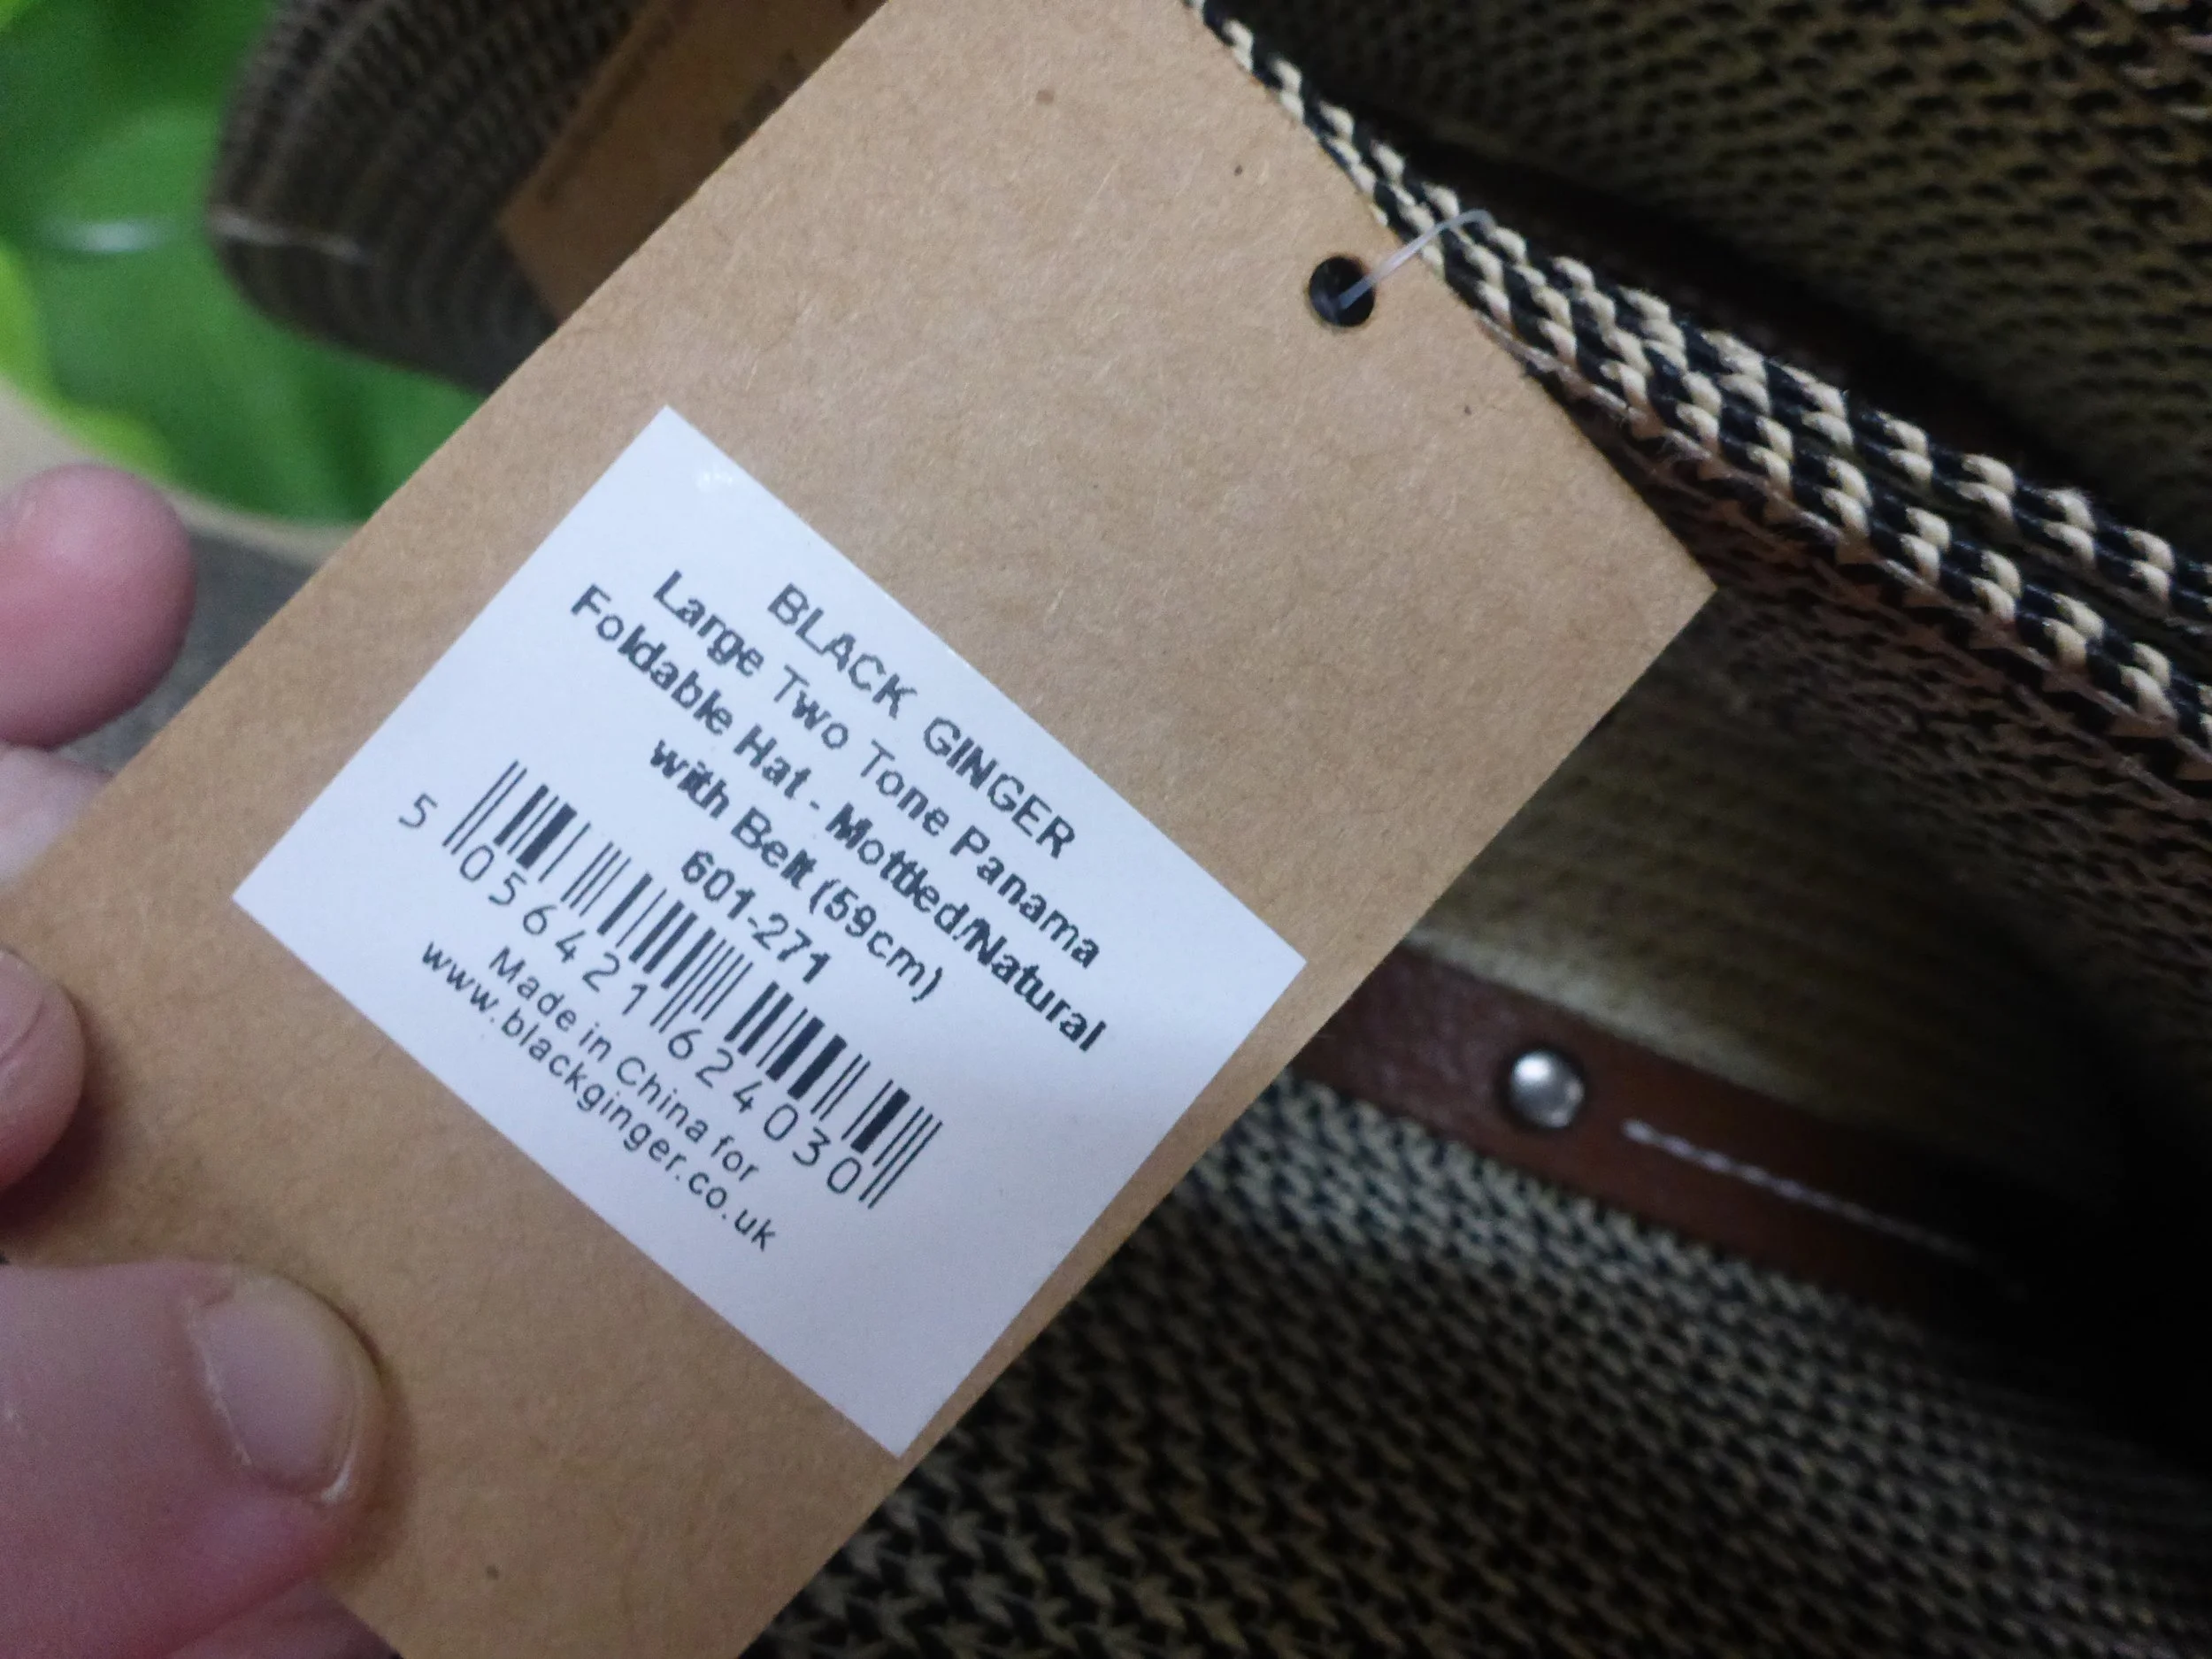 BLACK GINGER
Large Two Tone Panama
Foldable Hat - Mottled/Natural
with Belt (59cm)
601-271
5 056421 624030
Made in China for
www.blackginger.co.uk